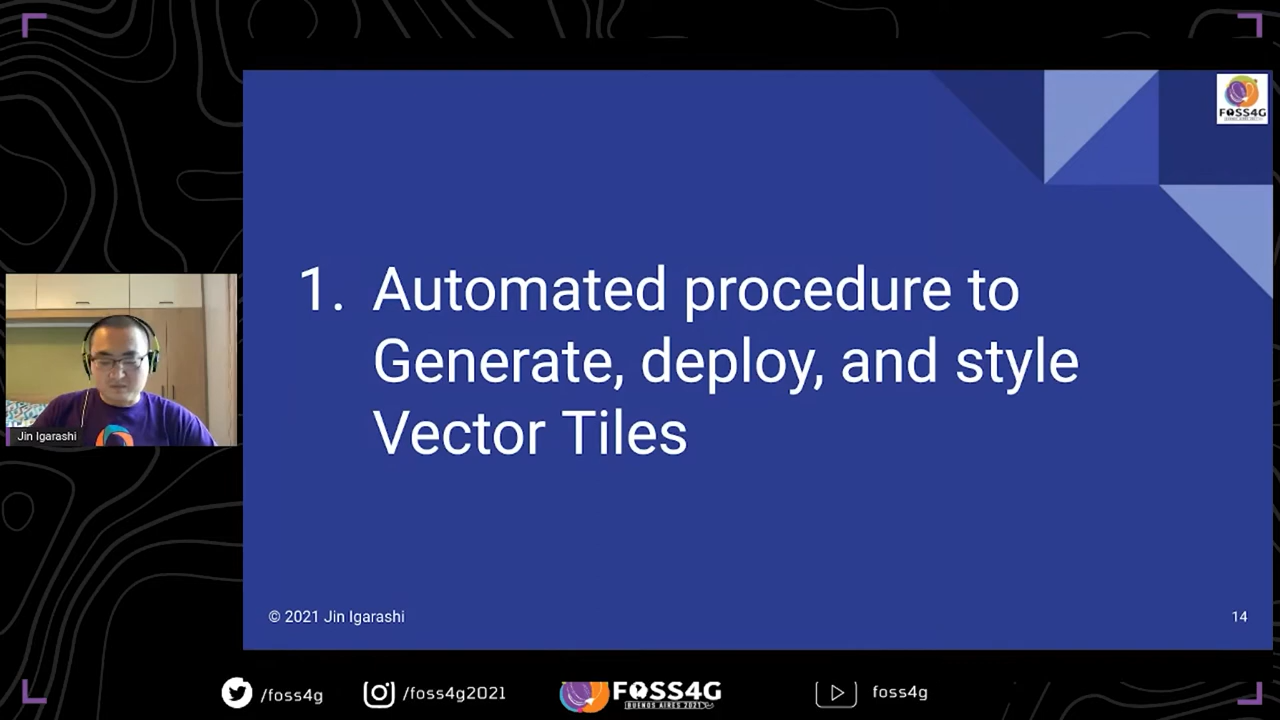 FOSS4G
1. Automated procedure to
Generate, deploy, and style
Vector Tiles
Jin Igarashi
© 2021 Jin Igarashi
14
/foss4g
/foss4g2021
FOSS4G
BUENOS AIRES 2021
foss4g